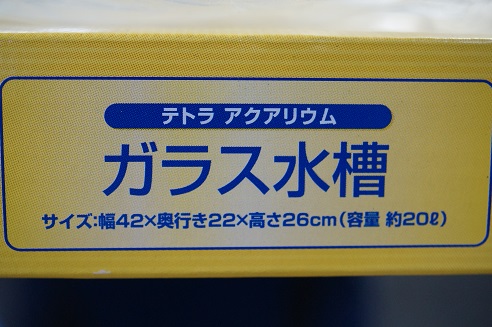 テトラ アクアリウム
ガラス水槽
サイズ:幅42×奥行き22×高さ26cm(容量 約20ℓ)